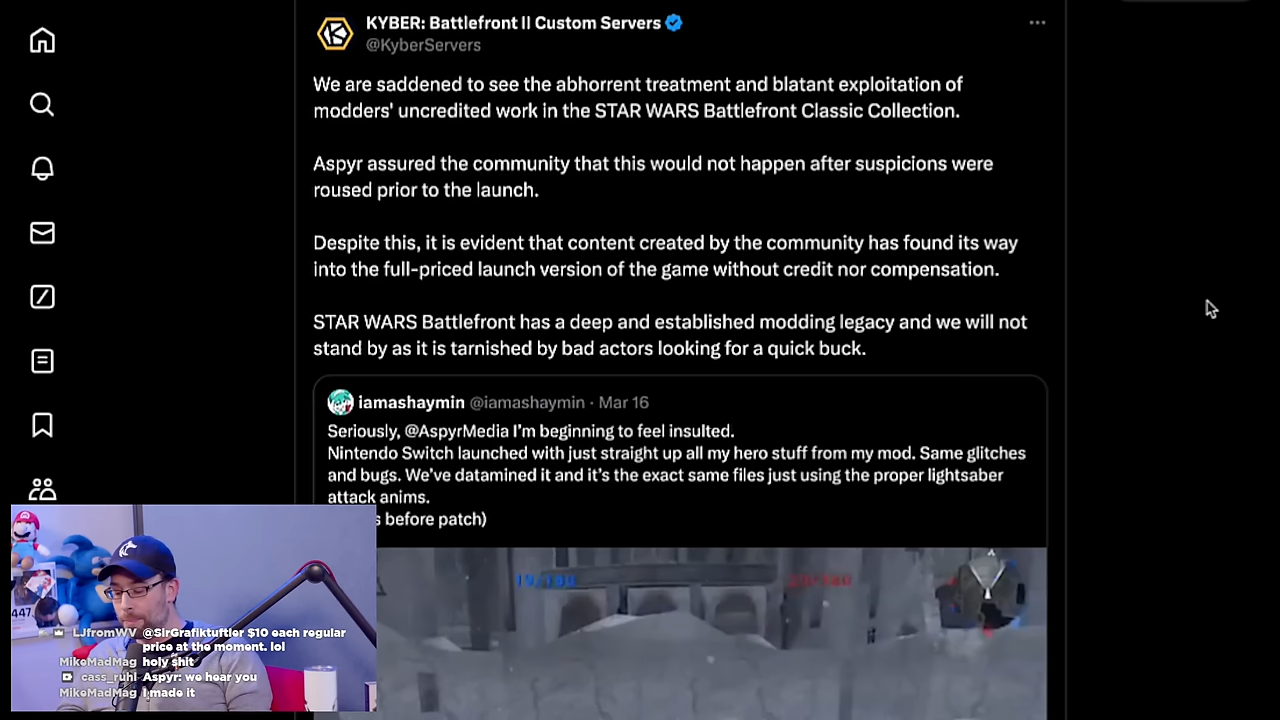 KYBER: Battlefront II Custom Servers
@KyberServers
We are saddened to see the abhorrent treatment and blatant exploitation of
modders' uncredited work in the STAR WARS Battlefront Classic Collection.
Aspyr assured the community that this would not happen after suspicions were
roused prior to the launch.
Despite this, it is evident that content created by the community has found its way
into the full-priced launch version of the game without credit nor compensation.
STAR WARS Battlefront has a deep and established modding legacy and we will not
stand by as it is tarnished by bad actors looking for a quick buck.
iamashaymin @iamashaymin · Mar 16
Seriously, @AspyrMedia I'm beginning to feel insulted.
Nintendo Switch launched with just straight up all my hero stuff from my mod. Same glitches
and bugs. We've datamined it and it's the exact same files just using the proper lightsaber
attack anims.
before patch)
447
LJfromWV @SirGrafiktuftler $10 each regular
price at the moment. lol
MikeMadMag holy shit
cass_ruhl Aspyr: we hear you
MikeMadMag I made it